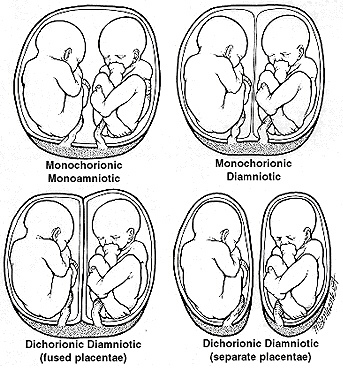 Monochorionic
Monoamniotic
Monochorionic
Diamniotic
Dichorionic Diamniotic
(fused placentae)
Dichorionic Diamniotic
(separate placentae)